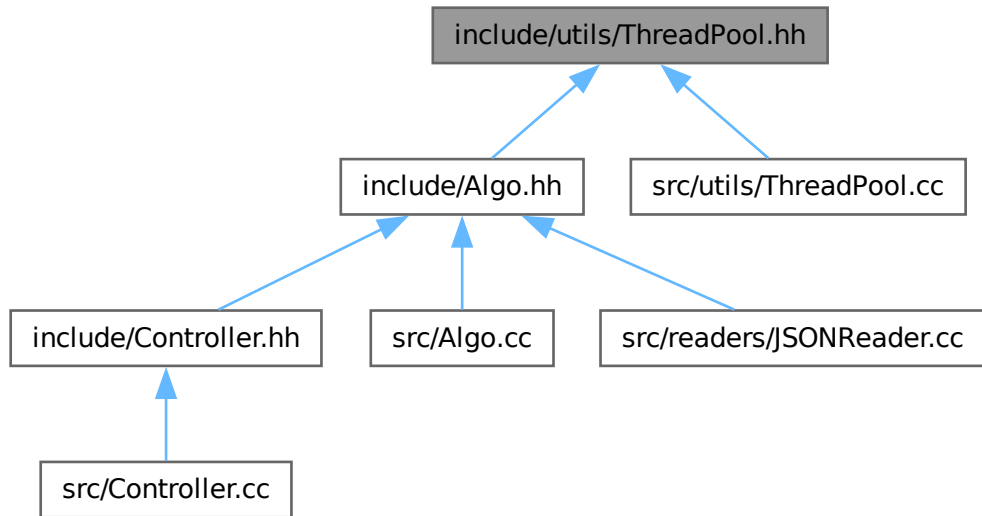 include/utils/ThreadPool.hh
include/Algo.hh
src/utils/ThreadPool.cc
include/Controller.hh
src/Algo.cc
src/readers/JSONReader.cc
src/Controller.cc